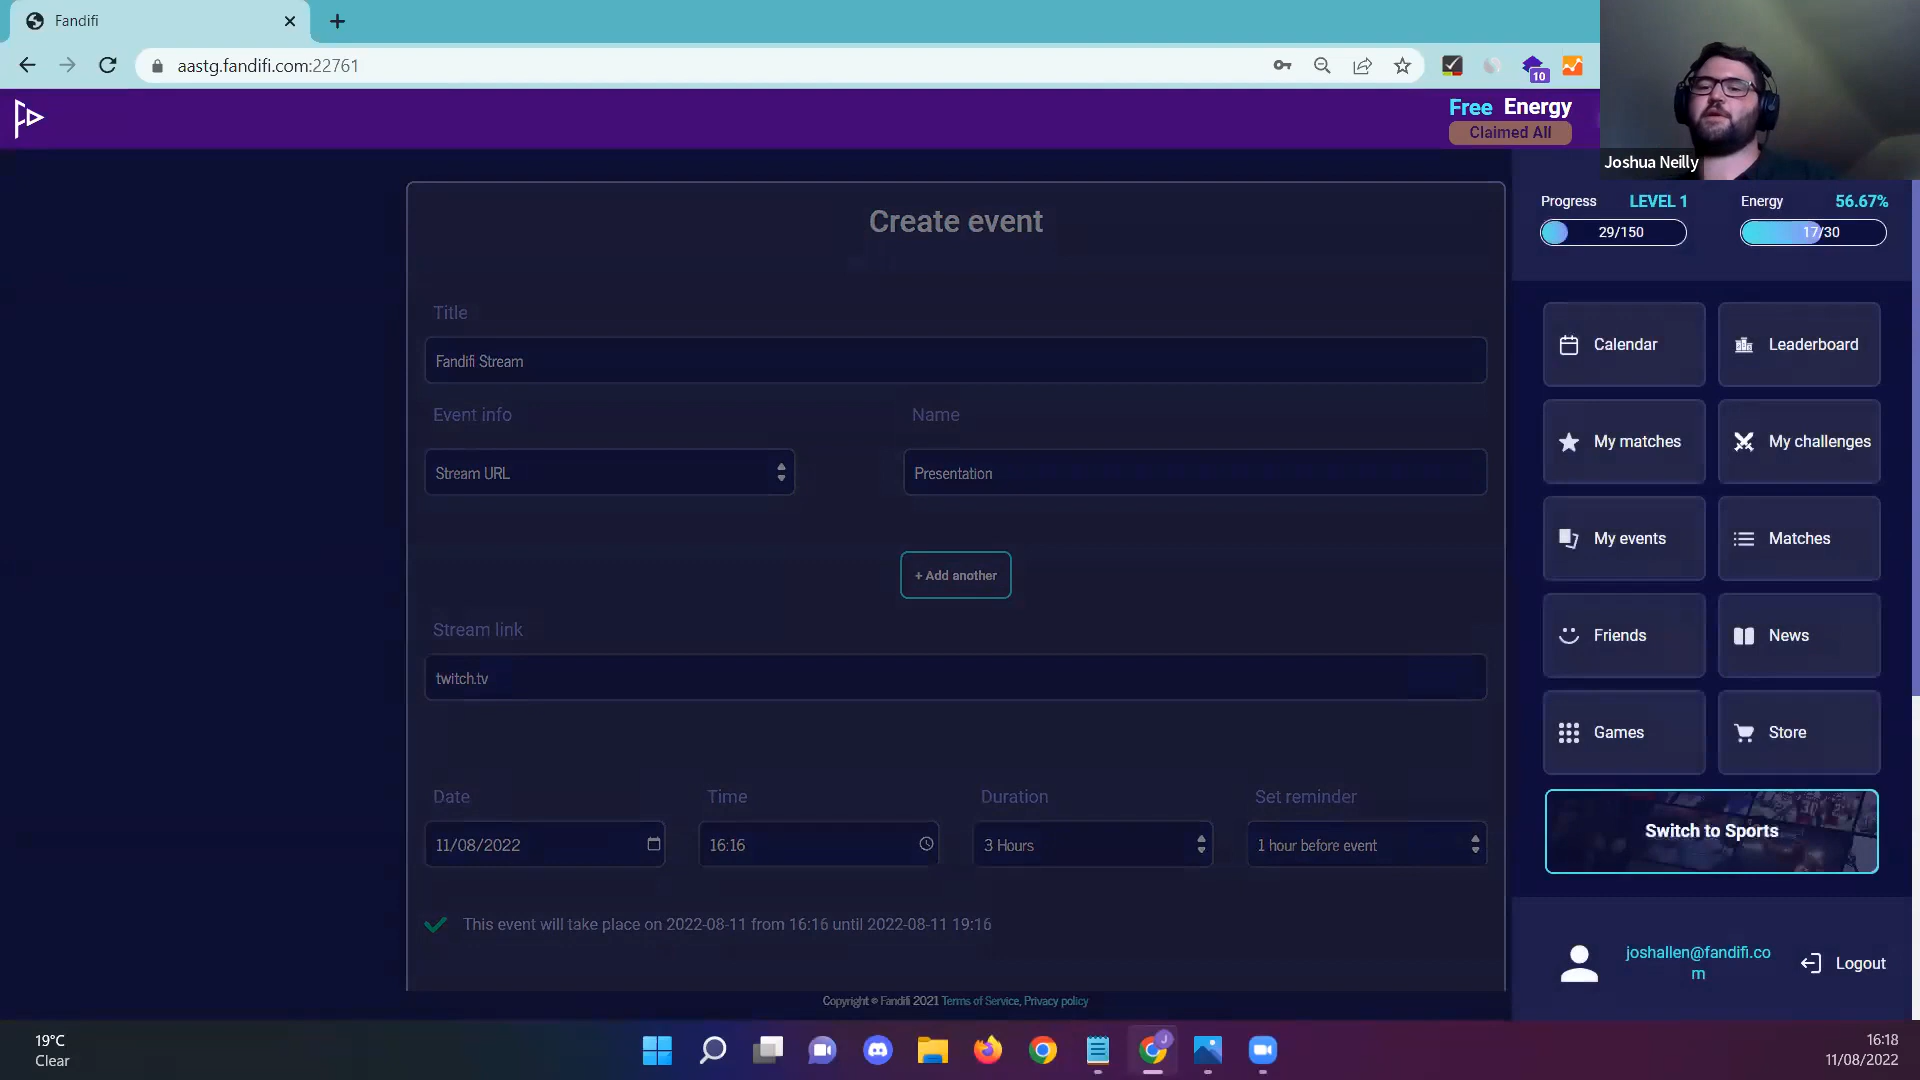 Fandifi
aastg.fandifi.com:22761
10
Free Energy
Claimed All
Joshua Neilly
Progress LEVEL 1
29/150
Energy 56.67%
17/30
Create event
Title
Fandifi Stream
Event info
Name
Stream URL
Presentation
+ Add another
Stream link
twitch.tv
Date
Time
Duration
Set reminder
11/08/2022
16:16
3 Hours
1 hour before event
This event will take place on 2022-08-11 from 16:16 until 2022-08-11 19:16
Copyright © Fandifi 2021 Terms of Service, Privacy policy
Calendar
Leaderboard
My matches
My challenges
My events
Matches
Friends
News
Games
Store
Switch to Sports
joshallen@fandifi.co
m
Logout
19°C
Clear
J
16:18
11/08/2022